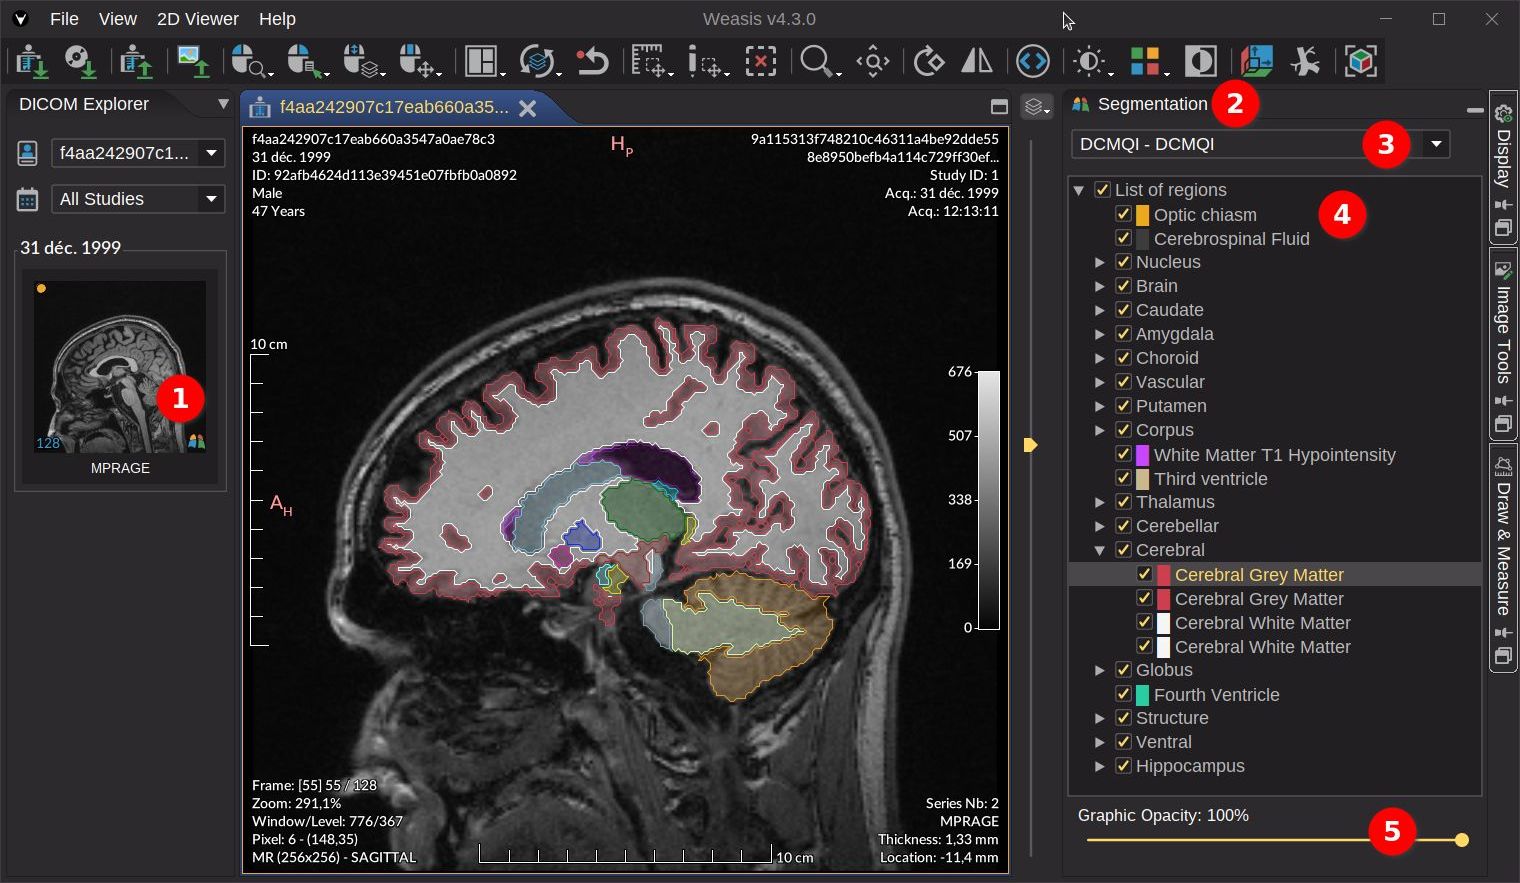 File View 2D Viewer Help
Weasis v4.3.0
DICOM Explorer
f4aa242907c1...
All Studies
31 déc. 1999
128
1
MPRAGE
f4aa242907c17eab660a35...
f4aa242907c17eab660a3547a0ae78c3
31 déc. 1999
ID: 92afb4624d113e39451e07fbfb0a0892
Male
47 Years
HP
9a115313f748210c46311a4be92dde55
8e8950befb4a114c729ff30ef...
Study ID: 1
Acq.: 31 déc. 1999
Acq.: 12:13:11
10 cm
AH
676
507
338
169
0
Frame: [55] 55 / 128
Zoom: 291,1%
Window/Level: 776/367
Pixel: 6 - (148,35)
MR (256x256) - SAGITTAL
10 cm
Series Nb: 2
MPRAGE
Thickness: 1,33 mm
Location: -11,4 mm
Segmentation 2
DCMQI - DCMQI 3
List of regions
Optic chiasm 4
Cerebrospinal Fluid
Nucleus
Brain
Caudate
Amygdala
Choroid
Vascular
Putamen
Corpus
White Matter T1 Hypointensity
Third ventricle
Thalamus
Cerebellar
Cerebral
Cerebral Grey Matter
Cerebral Grey Matter
Cerebral White Matter
Cerebral White Matter
Globus
Fourth Ventricle
Structure
Ventral
Hippocampus
Graphic Opacity: 100%
5
Display
Image Tools
Draw & Measure